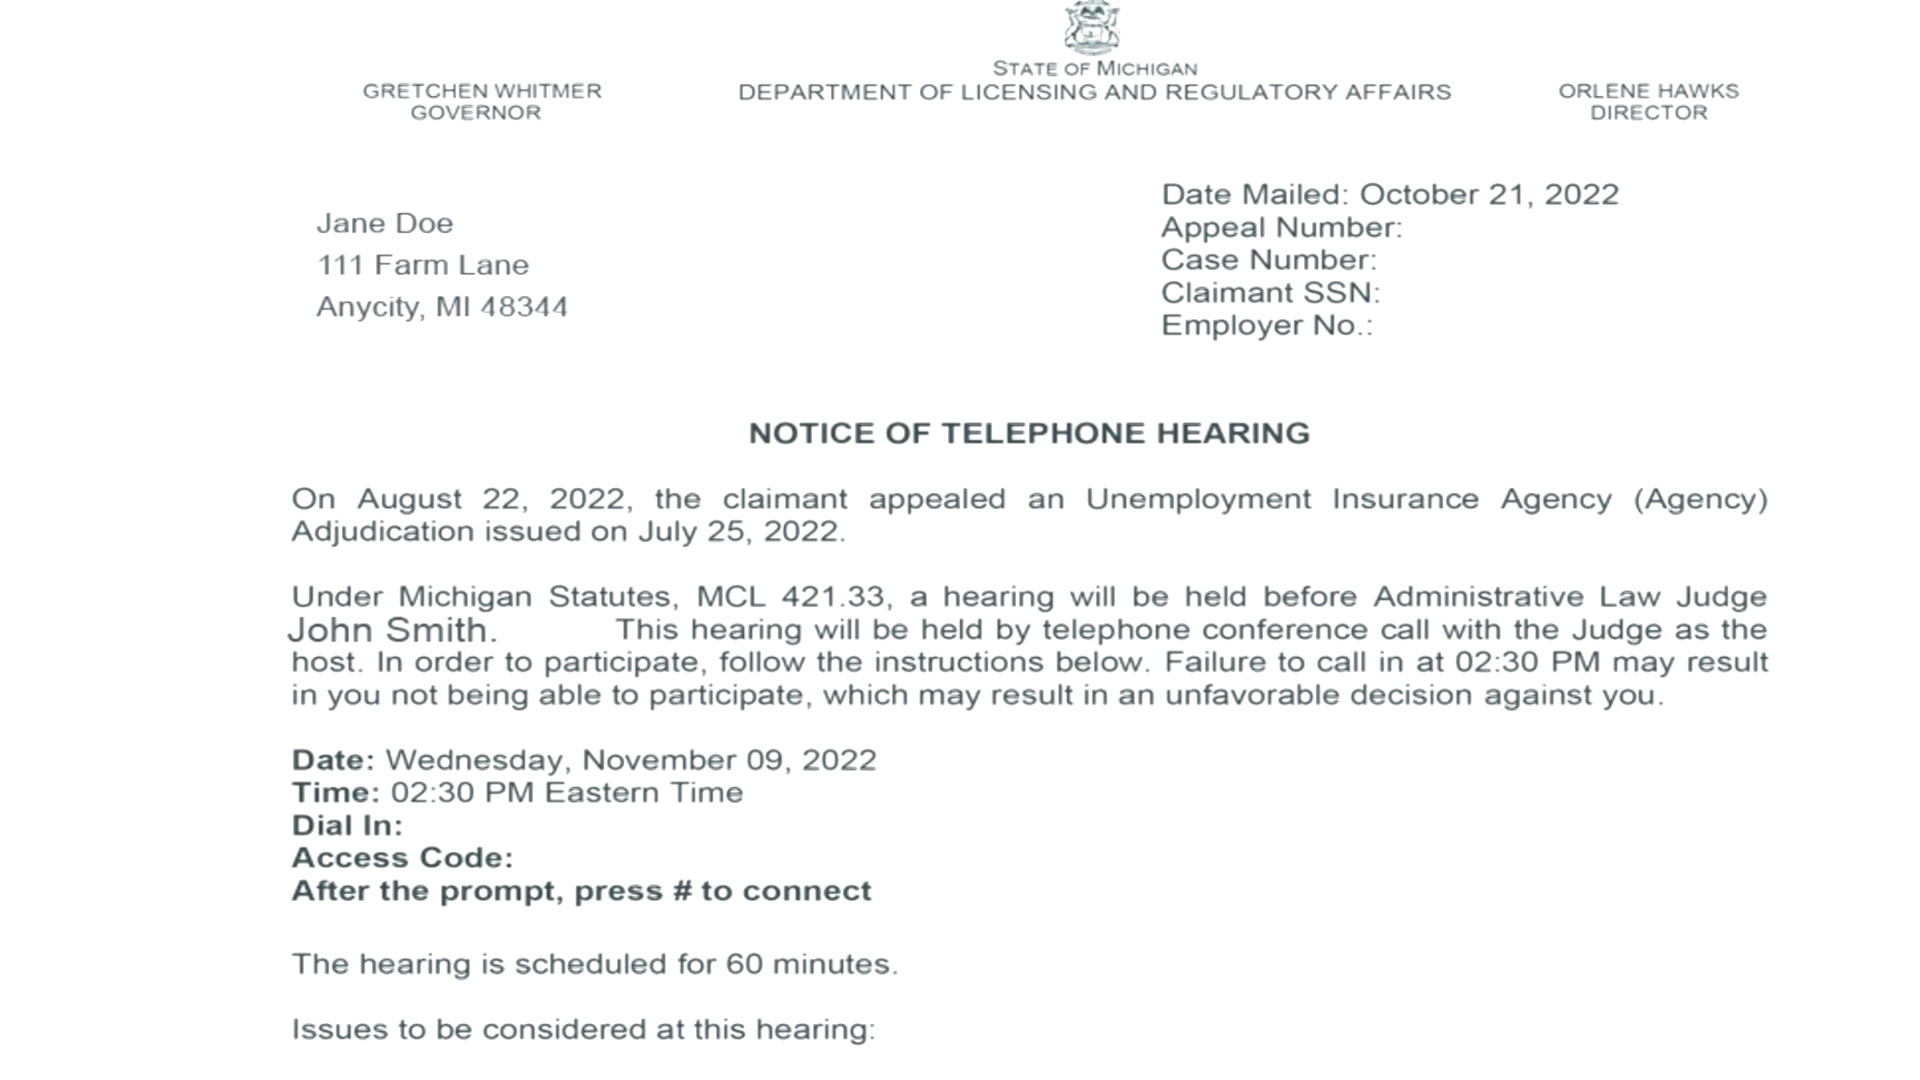 STATE OF MICHIGAN
GRETCHEN WHITMER
GOVERNOR
DEPARTMENT OF LICENSING AND REGULATORY AFFAIRS
ORLENE HAWKS
DIRECTOR
Jane Doe
111 Farm Lane
Anycity, MI 48344
Date Mailed: October 21, 2022
Appeal Number:
Case Number:
Claimant SSN:
Employer No.:
NOTICE OF TELEPHONE HEARING
On August 22, 2022, the claimant appealed an Unemployment Insurance Agency (Agency)
Adjudication issued on July 25, 2022.
Under Michigan Statutes, MCL 421.33, a hearing will be held before Administrative Law Judge
John Smith. This hearing will be held by telephone conference call with the Judge as the
host. In order to participate, follow the instructions below. Failure to call in at 02:30 PM may result
in you not being able to participate, which may result in an unfavorable decision against you.
Date: Wednesday, November 09, 2022
Time: 02:30 PM Eastern Time
Dial In:
Access Code:
After the prompt, press # to connect
The hearing is scheduled for 60 minutes.
Issues to be considered at this hearing: